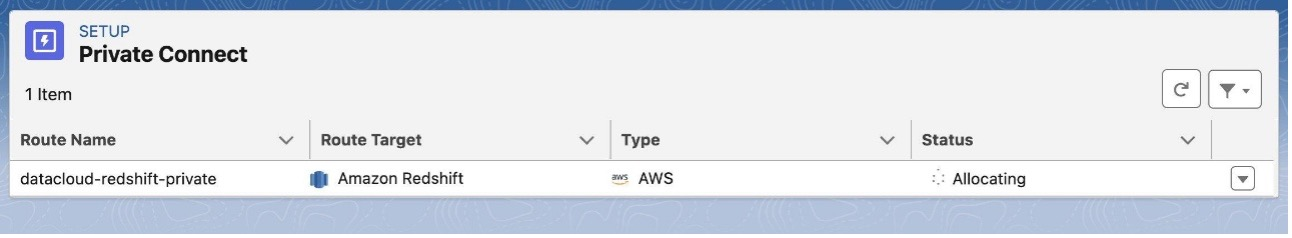 SETUP
Private Connect
1 Item
Route Name Route Target Type Status
datacloud-redshift-private Amazon Redshift aws AWS Allocating